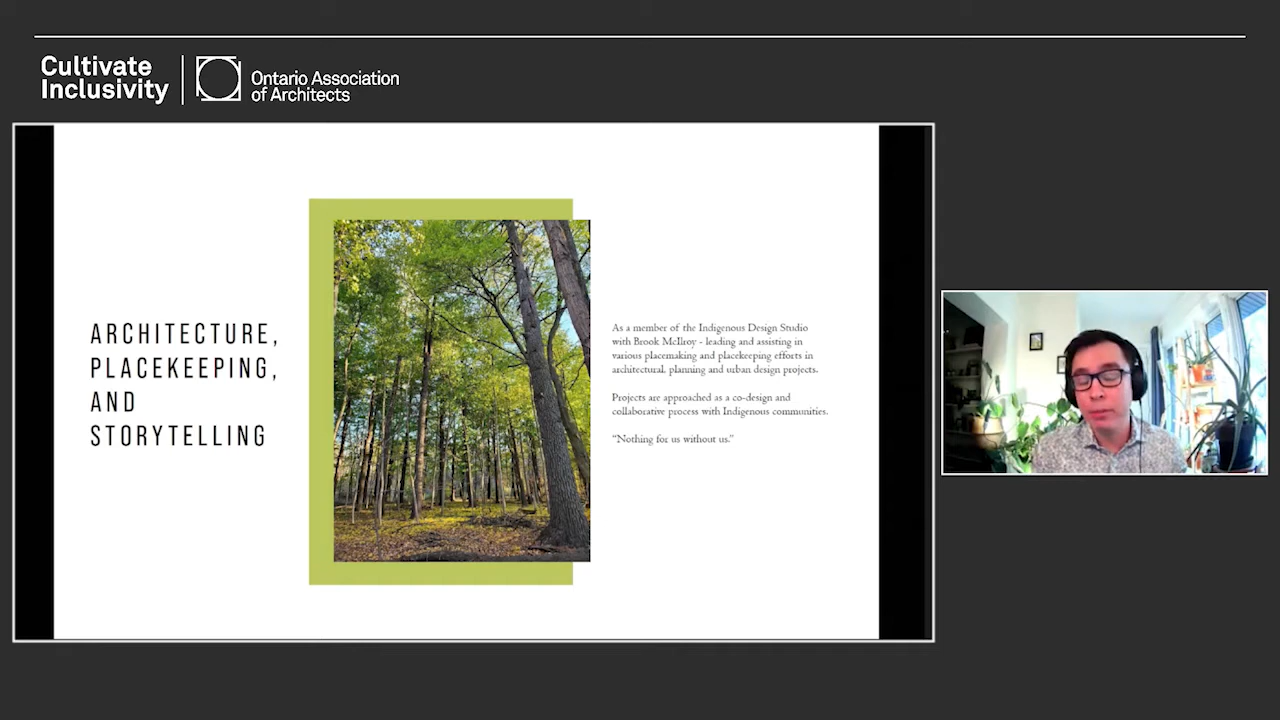 Cultivate
Inclusivity
Ontario Association
of Architects
ARCHITECTURE,
PLACEKEEPING,
AND
STORYTELLING
As a member of the Indigenous Design Studio
with Brook McIlroy - leading and assisting in
various placemaking and placekeeping efforts in
architectural, planning and urban design projects.
Projects are approached as a co-design and
collaborative process with Indigenous communities.
“Nothing for us without us.”